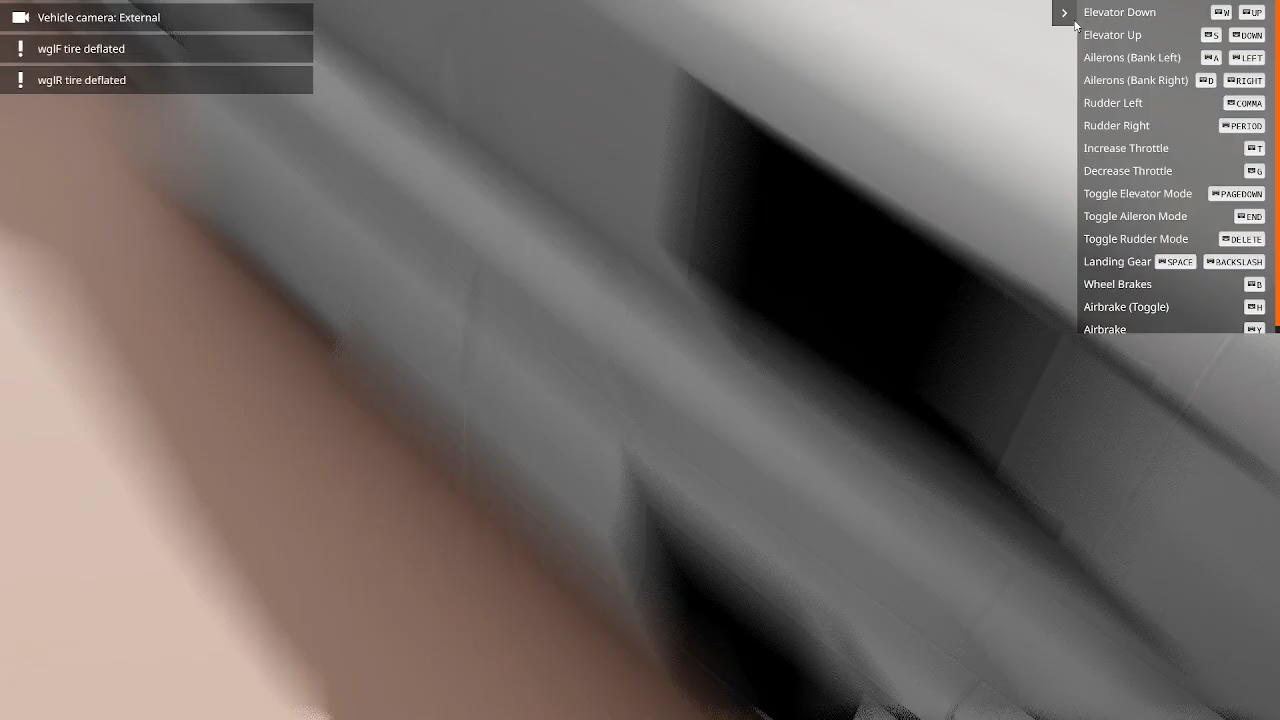 Vehicle camera: External
wglF tire deflated
wglR tire deflated
Elevator Down W UP
Elevator Up S DOWN
Ailerons (Bank Left) A LEFT
Ailerons (Bank Right) D RIGHT
Rudder Left COMMA
Rudder Right PERIOD
Increase Throttle T
Decrease Throttle G
Toggle Elevator Mode PAGEDOWN
Toggle Aileron Mode END
Toggle Rudder Mode DELETE
Landing Gear SPACE BACKSLASH
Wheel Brakes B
Airbrake (Toggle) H
Airbrake Y